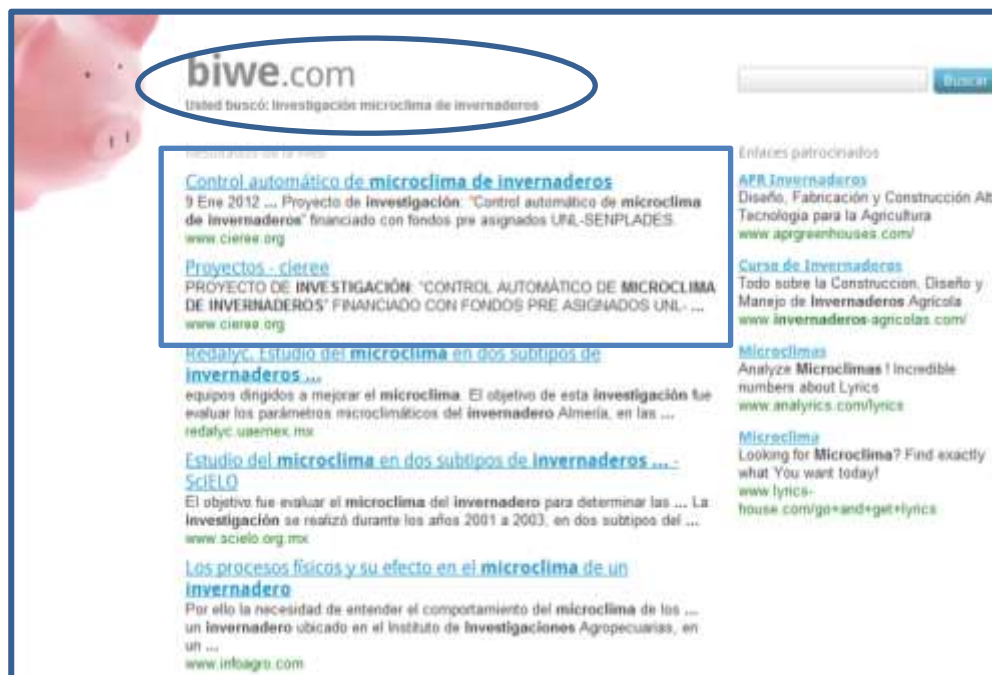 biwe.com
Usted buscó: Investigación microclima de invernaderos
Buscar
Resultados de la Web
Control automático de microclima de invernaderos
9 Ene 2012 ... Proyecto de investigación: "Control automático de microclima
de invernaderos" financiado con fondos pre asignados UNL-SENPLADES.
www.cieree.org
Proyectos - cieree
PROYECTO DE INVESTIGACIÓN: "CONTROL AUTOMÁTICO DE MICROCLIMA
DE INVERNADEROS" FINANCIADO CON FONDOS PRE ASIGNADOS UNL- ...
www.cieree.org
Redalyc. Estudio del microclima en dos subtipos de
invernaderos ...
equipos dirigidos a mejorar el microclima. El objetivo de esta investigación fue
evaluar los parámetros microclimáticos del invernadero Almería, en las ...
redalyc.uaemex.mx
Estudio del microclima en dos subtipos de invernaderos ... -
SciELO
El objetivo fue evaluar el microclima del invernadero para determinar las ... La
investigación se realizó durante los años 2001 a 2003, en dos subtipos del ...
www.scielo.org.mx
Los procesos físicos y su efecto en el microclima de un
invernadero
Por ello la necesidad de entender el comportamiento del microclima de los ...
un invernadero ubicado en el Instituto de Investigaciones Agropecuarias, en
un ...
www.infoagro.com
Enlaces patrocinados
APR Invernaderos
Diseño, Fabricación y Construcción Alt
Tecnología para la Agricultura
www.aprgreenhouses.com/
Curso de Invernaderos
Todo sobre la Construccion, Diseño y
Manejo de Invernaderos Agrícola
www.invernaderos-agricolas.com/
Microclimas
Analyze Microclimas ! Incredible
numbers about Lyrics
www.analyrics.com/lyrics
Microclima
Looking for Microclima? Find exactly
what You want today!
www.lyrics-
house.com/go+and+get+lyrics